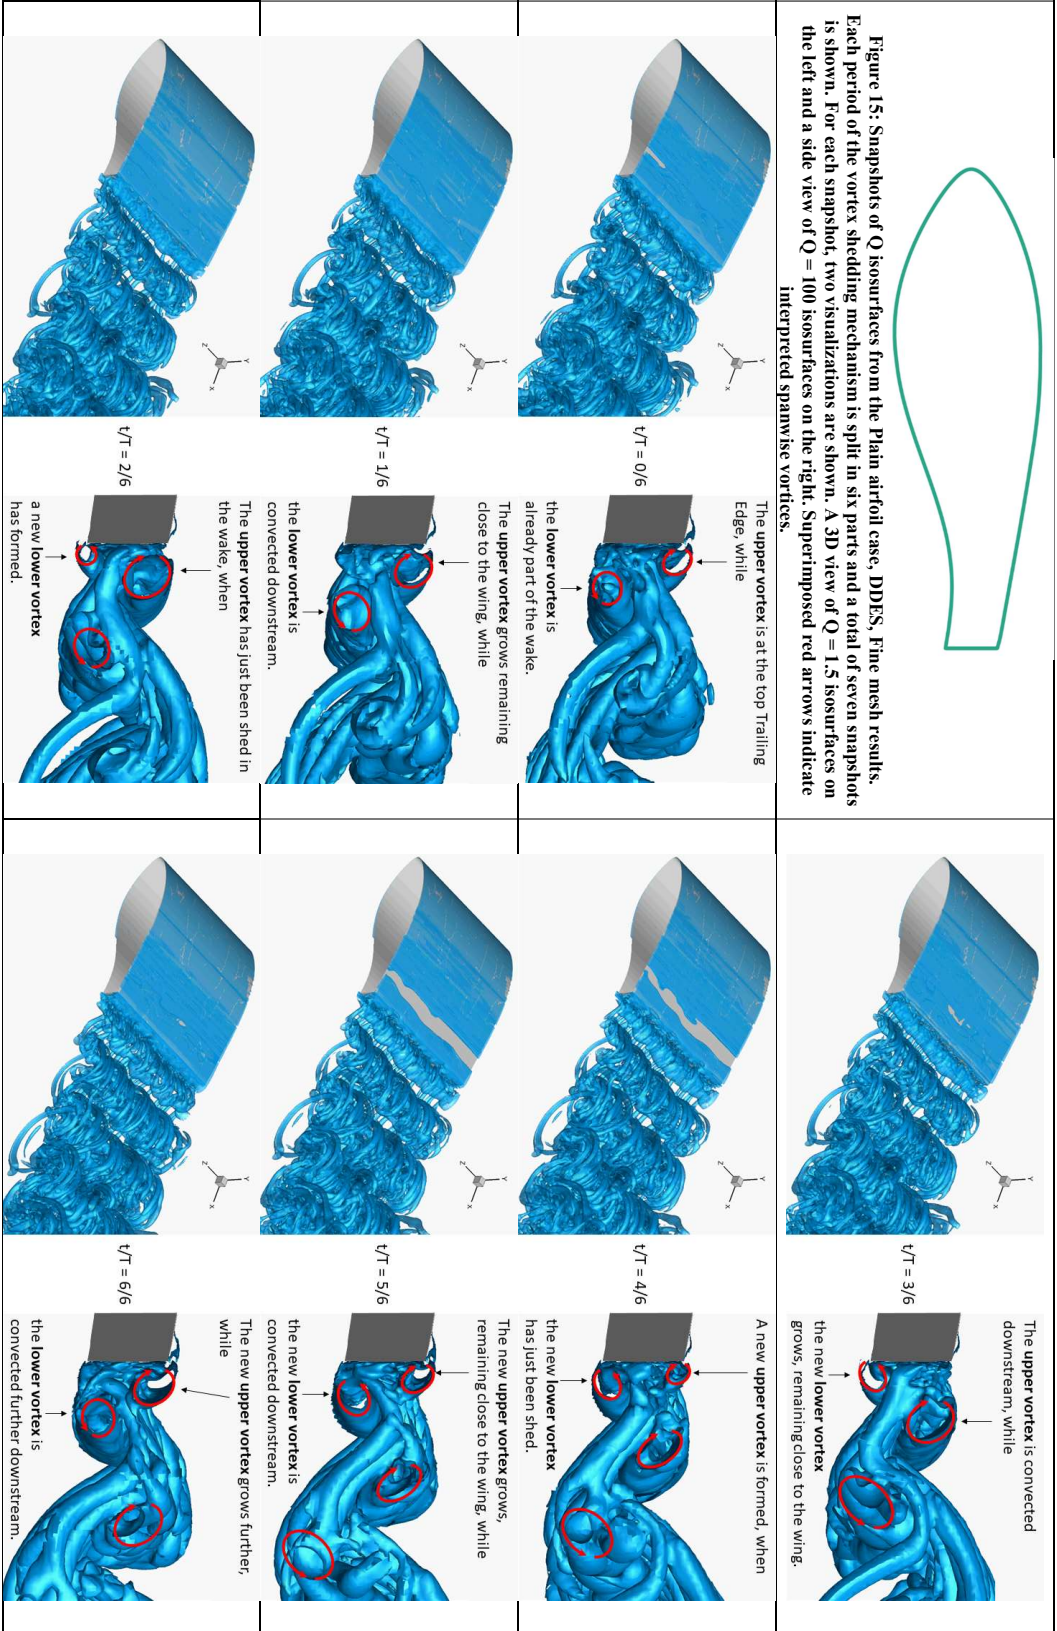 Figure 15: Snapshots of Q isosurfaces from the Plain airfoil case, DDES, Fine mesh results.
Each period of the vortex shedding mechanism is split in six parts and a total of seven snapshots
is shown. For each snapshot, two visualizations are shown. A 3D view of Q = 1.5 isosurfaces on
the left and a side view of Q = 100 isosurfaces on the right. Superimposed red arrows indicate
interpreted spanwise vortices.
Y
Z
X
t/T = 0/6
The upper vortex is at the top Trailing
Edge, while
the lower vortex is
already part of the wake.
Y
Z
X
t/T = 1/6
The upper vortex grows remaining
close to the wing, while
the lower vortex is
convected downstream.
Y
Z
X
t/T = 2/6
The upper vortex has just been shed in
the wake, when
a new lower vortex
has formed.
Y
Z
X
t/T = 3/6
The upper vortex is convected
downstream, while
the new lower vortex
grows, remaining close to the wing.
Y
Z
X
t/T = 4/6
A new upper vortex is formed, when
the new lower vortex
has just been shed.
Y
Z
X
t/T = 5/6
The new upper vortex grows,
remaining close to the wing, while
the new lower vortex is
convected downstream.
Y
Z
X
t/T = 6/6
The new upper vortex grows further,
while
the lower vortex is
convected further downstream.